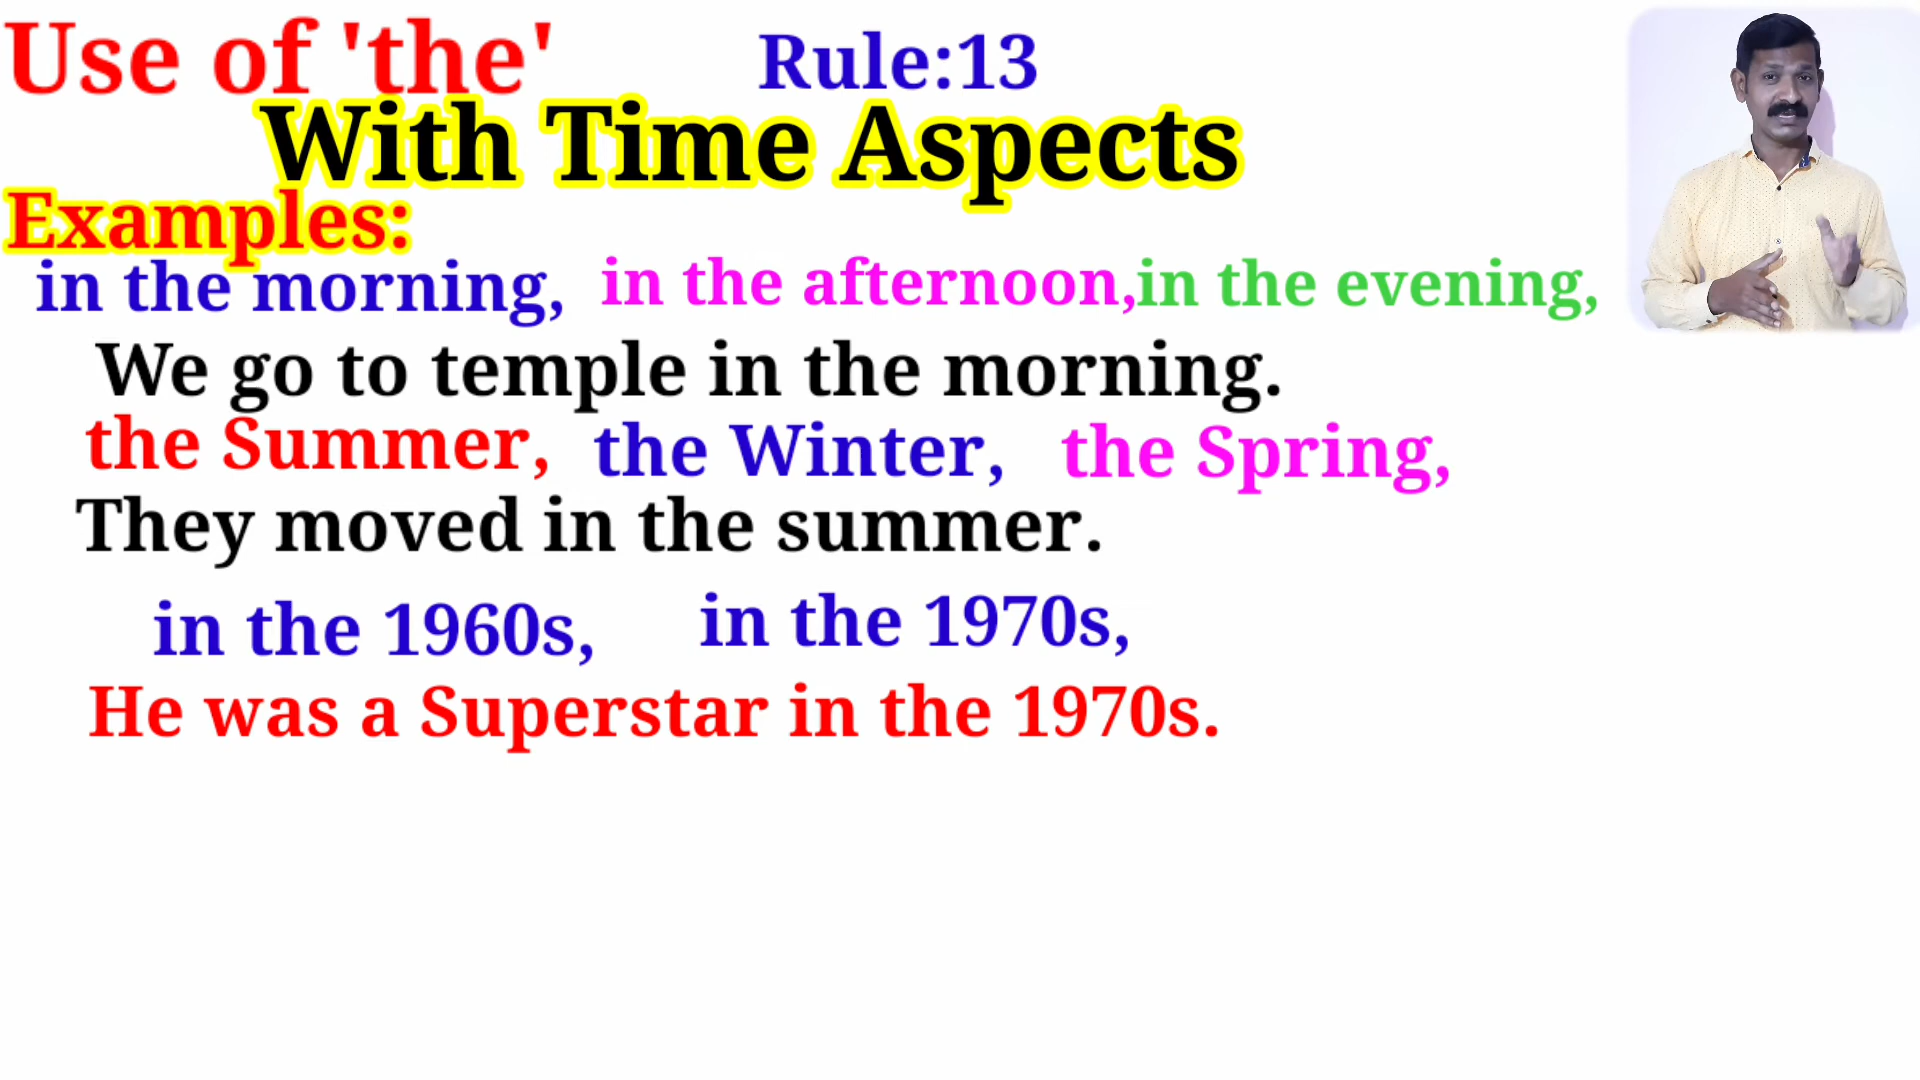 Use of 'the' Rule:13
With Time Aspects
Examples:
in the morning, in the afternoon,in the evening,
We go to temple in the morning.
the Summer, the Winter, the Spring,
They moved in the summer.
in the 1960s, in the 1970s,
He was a Superstar in the 1970s.